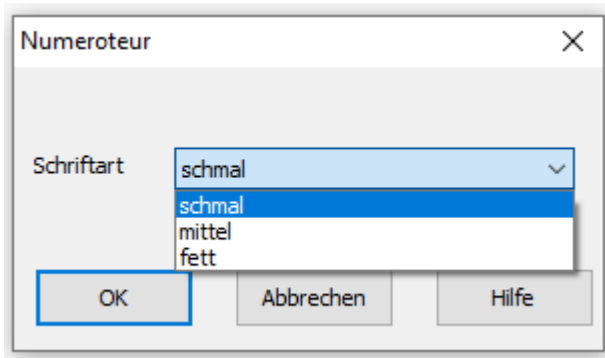 Numeroteur
Schriftart schmal
schmal
mittel
fett
OK Abbrechen Hilfe